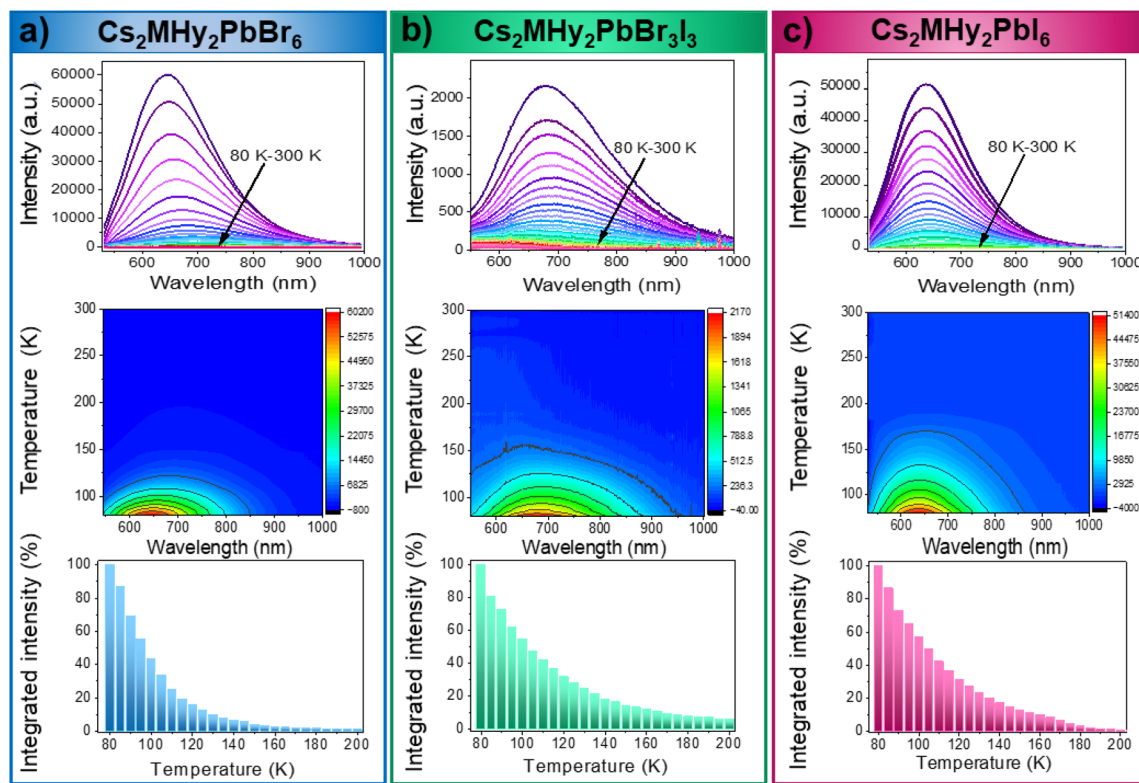 a) Cs₂MHy₂PbBr₆
Intensity (a.u.)
60000
50000
40000
30000
20000
10000
0
80 K-300 K
600 700 800 900 1000
Wavelength (nm)
Temperature (K)
300
250
200
150
100
600 700 800 900 1000
Wavelength (nm)
60200
52575
44950
37325
29700
22075
14450
6825
−800
Integrated intensity (%)
100
80
60
40
20
0
80 100 120 140 160 180 200
Temperature (K)
b) Cs₂MHy₂PbBr₃I₃
Intensity (a.u.)
2000
1500
1000
500
0
80 K-300 K
600 700 800 900 1000
Wavelength (nm)
Temperature (K)
300
250
200
150
100
600 700 800 900 1000
Wavelength (nm)
2170
1894
1618
1341
1065
788.8
512.5
236.3
−40.00
Integrated intensity (%)
100
80
60
40
20
0
80 100 120 140 160 180 200
Temperature (K)
c) Cs₂MHy₂PbI₆
Intensity (a.u.)
50000
40000
30000
20000
10000
0
80 K-300 K
600 700 800 900 1000
Wavelength (nm)
Temperature (K)
300
250
200
150
100
600 700 800 900 1000
Wavelength (nm)
51400
44475
37550
30625
23700
16775
9850
2925
−4000
Integrated intensity (%)
100
80
60
40
20
0
80 100 120 140 160 180 200
Temperature (K)